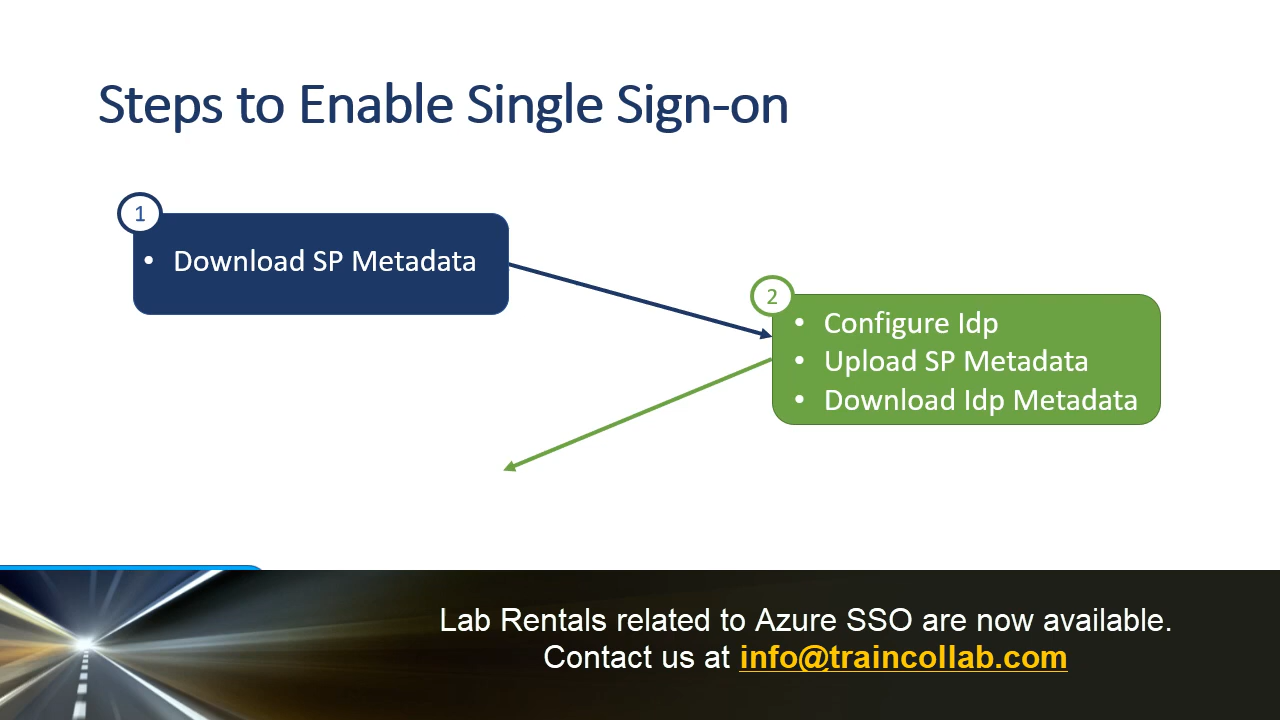 Steps to Enable Single Sign-on
1
• Download SP Metadata
2
• Configure Idp
• Upload SP Metadata
• Download Idp Metadata
Lab Rentals related to Azure SSO are now available.
Contact us at info@traincollab.com